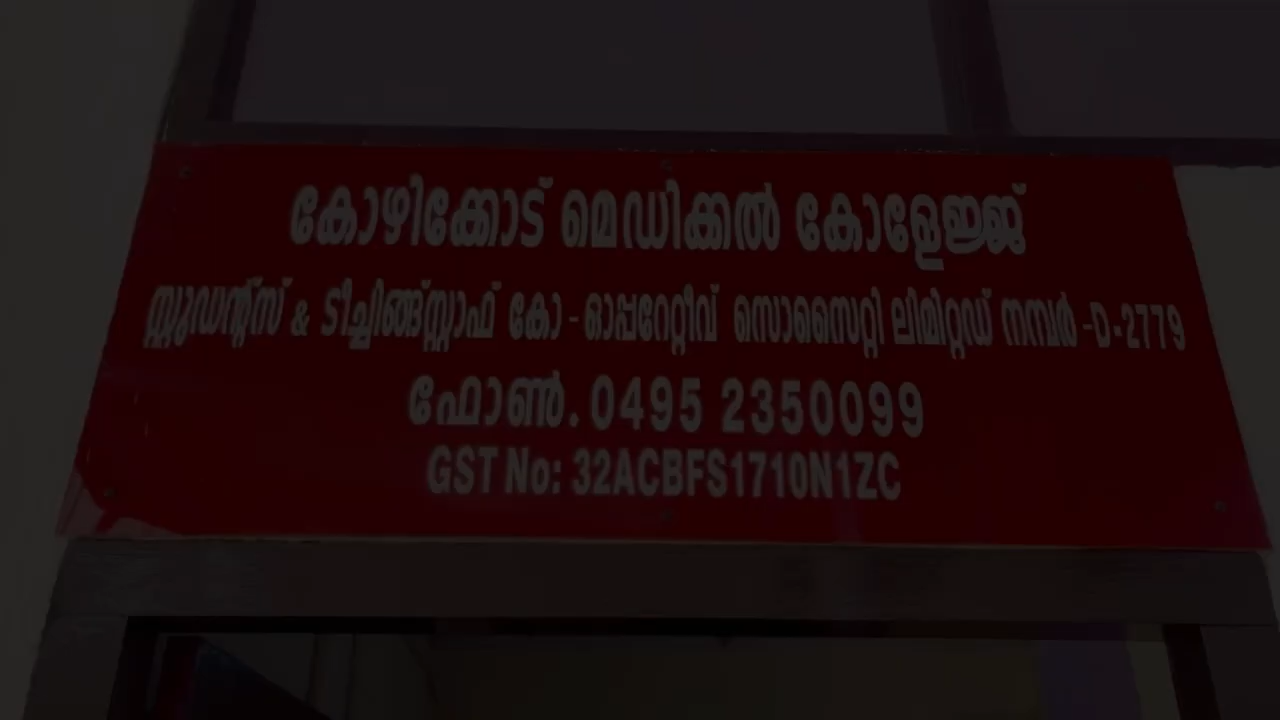 കോഴിക്കോട് മെഡിക്കൽ കോളേജ്ജ്
സ്റ്റുഡന്റ്സ് & ടീച്ചിങ്ങ്സ്റ്റാഫ് കോ-ഓപ്പറേറ്റീവ് സൊസൈറ്റി ലിമിറ്റഡ് നമ്പർ-D-2779
ഫോൺ. 0495 2350099
GST No: 32ACBFS1710N1ZC